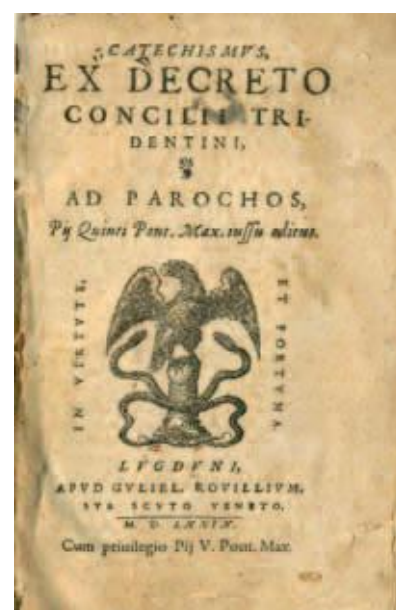 CATECHISMVS,
EX DECRETO
CONCILII TRI-
DENTINI,
AD PAROCHOS,
Pij Quinti Pont. Max. iussu editus.
IN VIRTVTE,
ET FORTVNA
LVGDVNI,
APVD GVLIEL. ROVILLIVM,
SVB SCVTO VENETO,
M. D.
Cum priuilegio Pij V. Pont. Max.